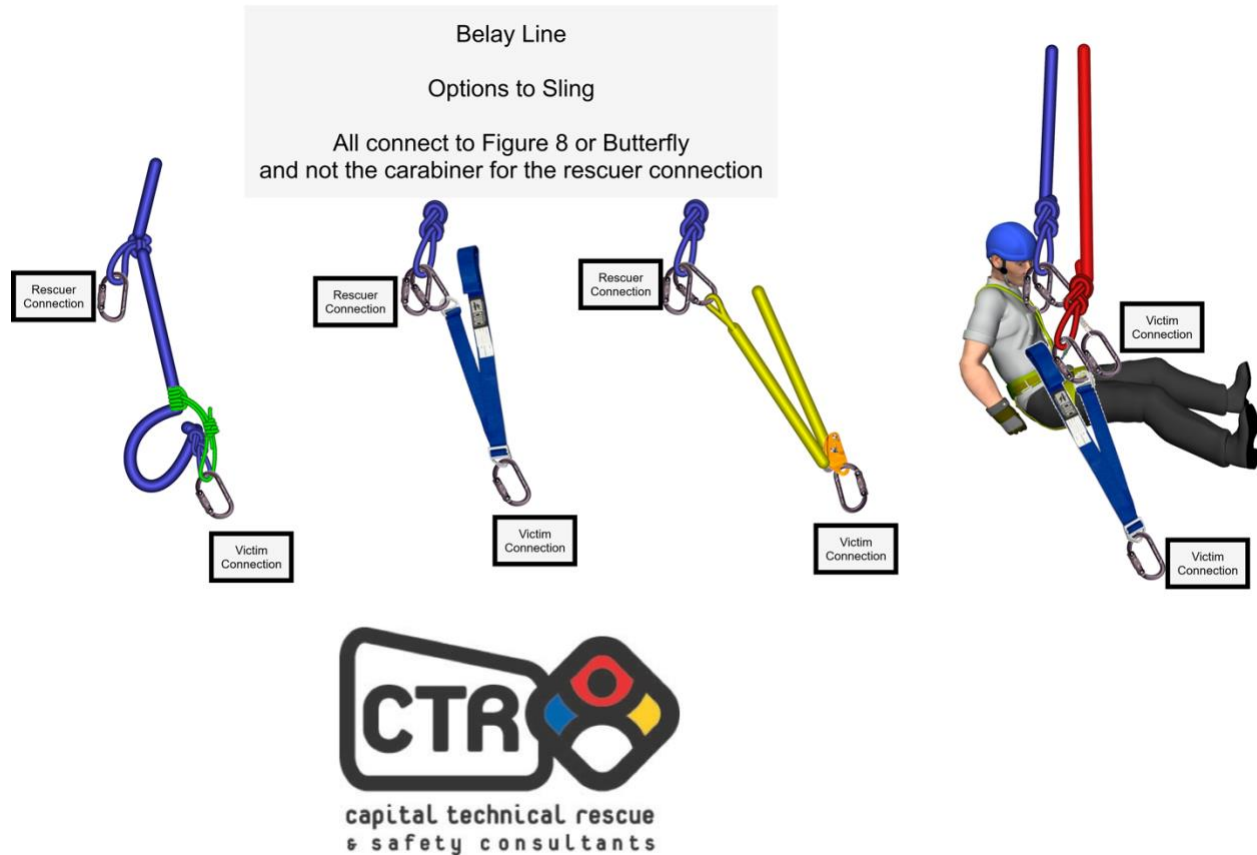 Belay Line
Options to Sling
All connect to Figure 8 or Butterfly
and not the carabiner for the rescuer connection
Rescuer
Connection
Victim
Connection
Rescuer
Connection
Victim
Connection
Rescuer
Connection
Victim
Connection
Victim
Connection
Victim
Connection
CTR
capital technical rescue
& safety consultants